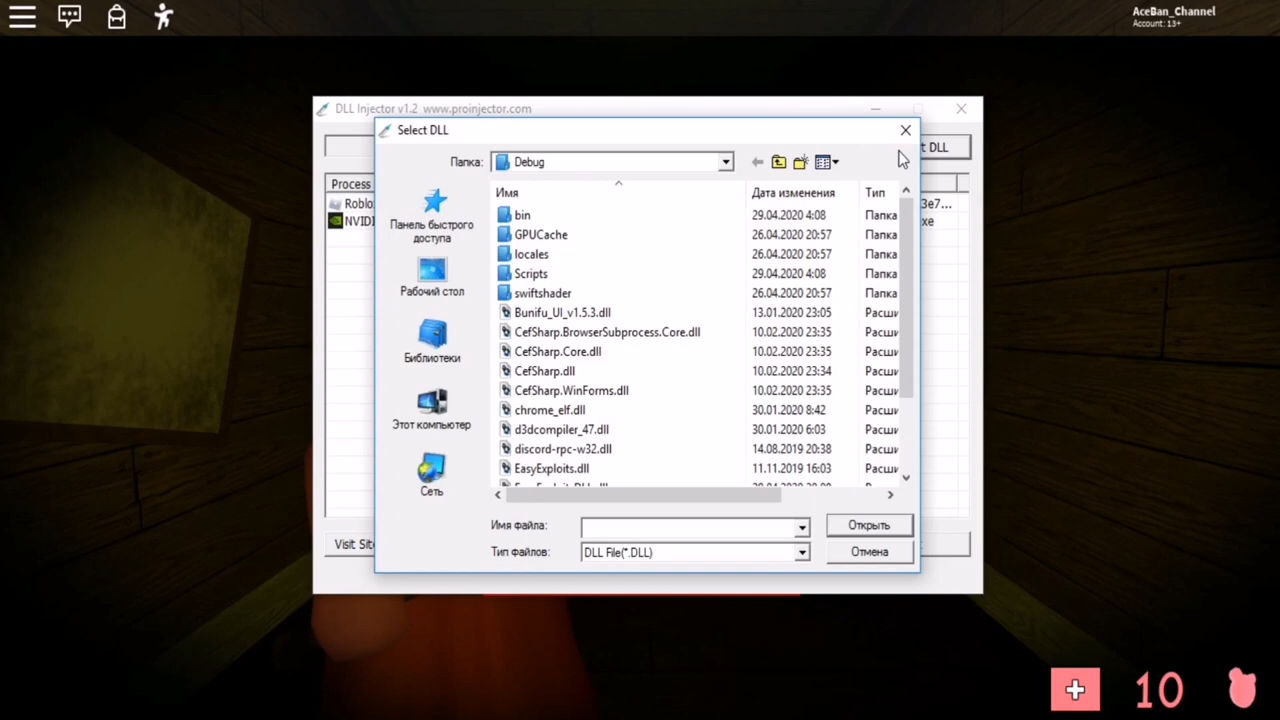 AceBan_Channel
Account: 13+
DLL Injector v1.2 www.proinjector.com
Select DLL
t DLL
Папка: Debug
Process
Имя Дата изменения Тип
Roblo 3e7...
NVIDI xe
bin 29.04.2020 4:08 Папка
GPUCache 26.04.2020 20:57 Папка
locales 26.04.2020 20:57 Папка
Scripts 29.04.2020 4:08 Папка
swiftshader 26.04.2020 20:57 Папка
Bunifu_UI_v1.5.3.dll 13.01.2020 23:05 Расши
CefSharp.BrowserSubprocess.Core.dll 10.02.2020 23:35 Расши
CefSharp.Core.dll 10.02.2020 23:35 Расши
CefSharp.dll 10.02.2020 23:34 Расши
CefSharp.WinForms.dll 10.02.2020 23:35 Расши
chrome_elf.dll 30.01.2020 8:42 Расши
d3dcompiler_47.dll 30.01.2020 6:03 Расши
discord-rpc-w32.dll 14.08.2019 20:38 Расши
EasyExploits.dll 11.11.2019 16:03 Расши
Панель быстрого
доступа
Рабочий стол
Библиотеки
Этот компьютер
Сеть
Имя файла: Открыть
Тип файлов: DLL File(*.DLL) Отмена
Visit Sit
10